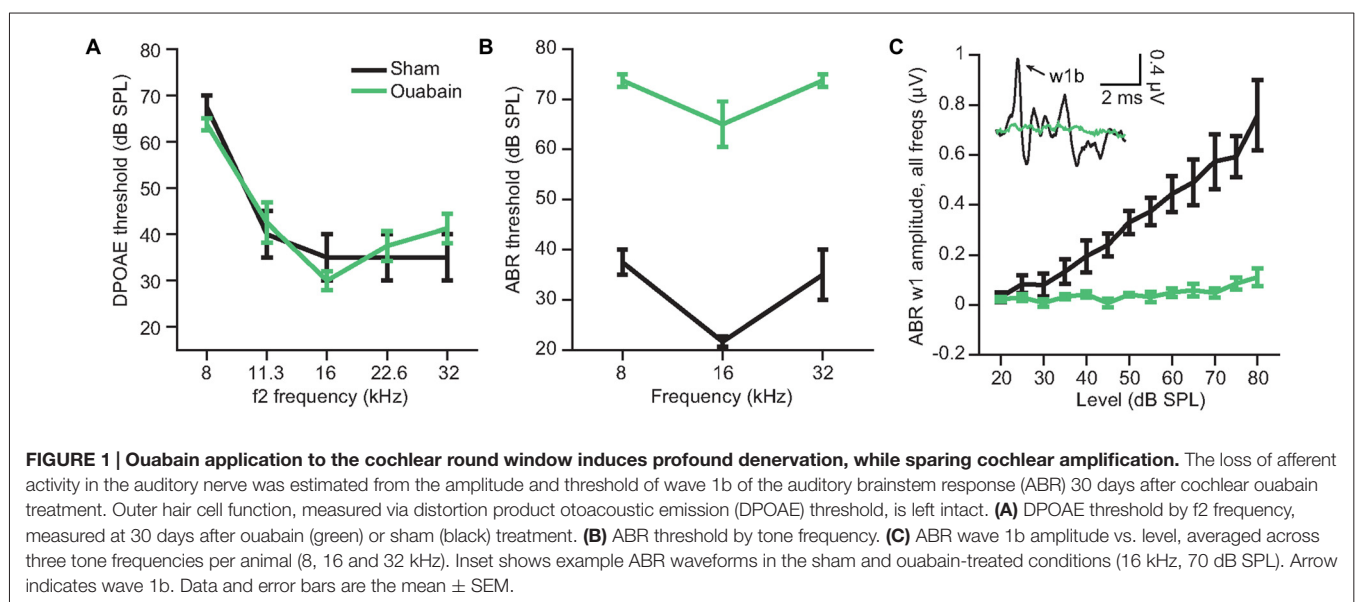 A
80
70
60
50
40
30
20
DPOAE threshold (dB SPL)
8
11.3
16
22.6
32
f2 frequency (kHz)
Sham
Ouabain
B
80
70
60
50
40
30
20
ABR threshold (dB SPL)
8
16
32
Frequency (kHz)
C
1
0.8
0.6
0.4
0.2
0
-0.2
ABR w1 amplitude, all freqs (µV)
w1b
0.4 µV
2 ms
20
30
40
50
60
70
80
Level (dB SPL)
FIGURE 1 | Ouabain application to the cochlear round window induces profound denervation, while sparing cochlear amplification. The loss of afferent
activity in the auditory nerve was estimated from the amplitude and threshold of wave 1b of the auditory brainstem response (ABR) 30 days after cochlear ouabain
treatment. Outer hair cell function, measured via distortion product otoacoustic emission (DPOAE) threshold, is left intact. (A) DPOAE threshold by f2 frequency,
measured at 30 days after ouabain (green) or sham (black) treatment. (B) ABR threshold by tone frequency. (C) ABR wave 1b amplitude vs. level, averaged across
three tone frequencies per animal (8, 16 and 32 kHz). Inset shows example ABR waveforms in the sham and ouabain-treated conditions (16 kHz, 70 dB SPL). Arrow
indicates wave 1b. Data and error bars are the mean ± SEM.